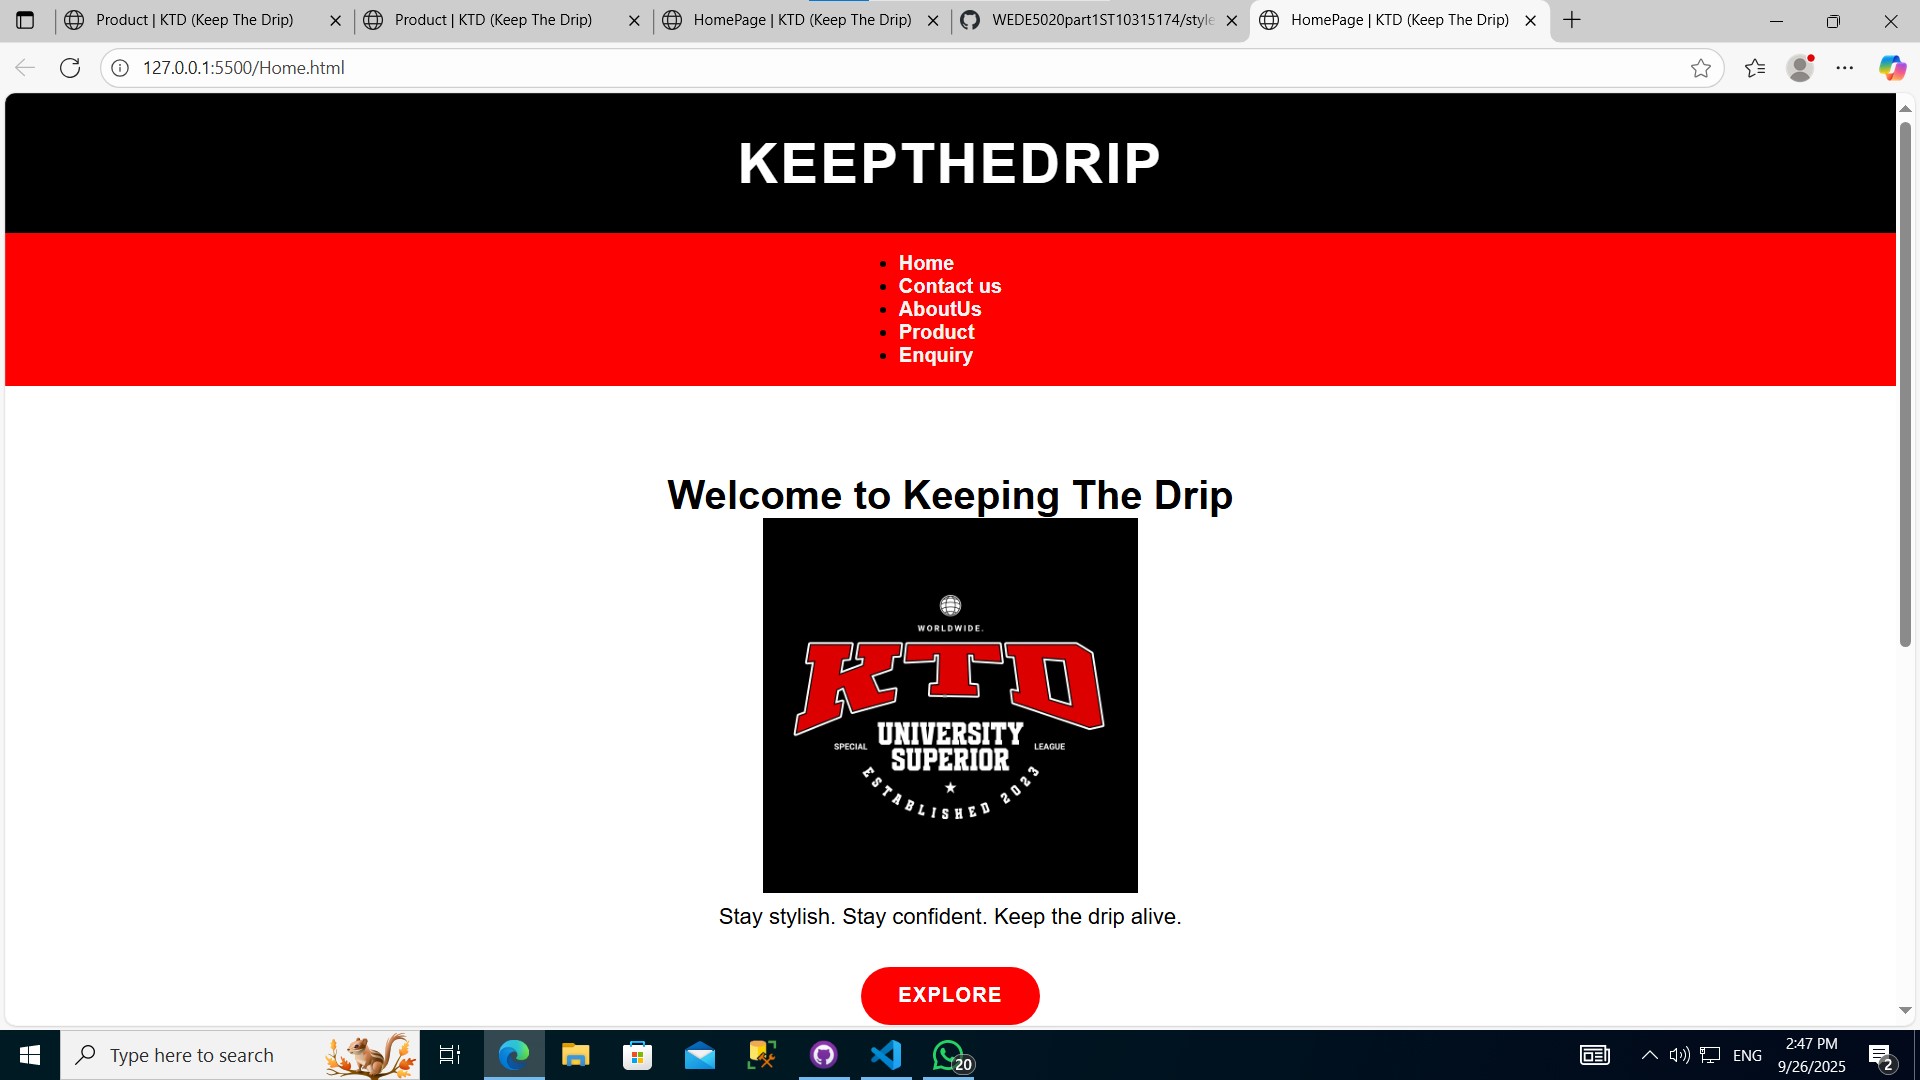 Product | KTD (Keep The Drip)
Product | KTD (Keep The Drip)
HomePage | KTD (Keep The Drip)
WEDE5020part1ST10315174/style
HomePage | KTD (Keep The Drip)
127.0.0.1:5500/Home.html
KEEPTHEDRIP
Home
Contact us
AboutUs
Product
Enquiry
Welcome to Keeping The Drip
WORLDWIDE.
KTD
UNIVERSITY
SUPERIOR
SPECIAL
LEAGUE
ESTABLISHED 2023
Stay stylish. Stay confident. Keep the drip alive.
EXPLORE
Type here to search
20
ENG
2:47 PM
9/26/2025
2